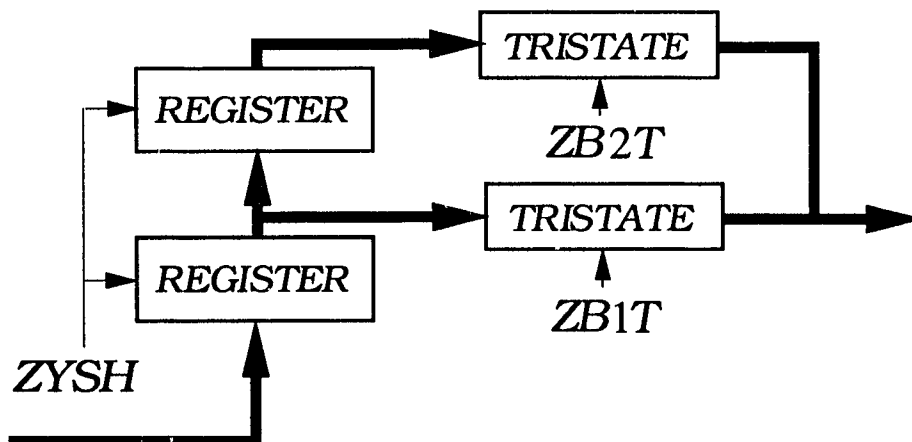 TRISTATE
REGISTER
ZB2T
TRISTATE
REGISTER
ZB1T
ZYSH